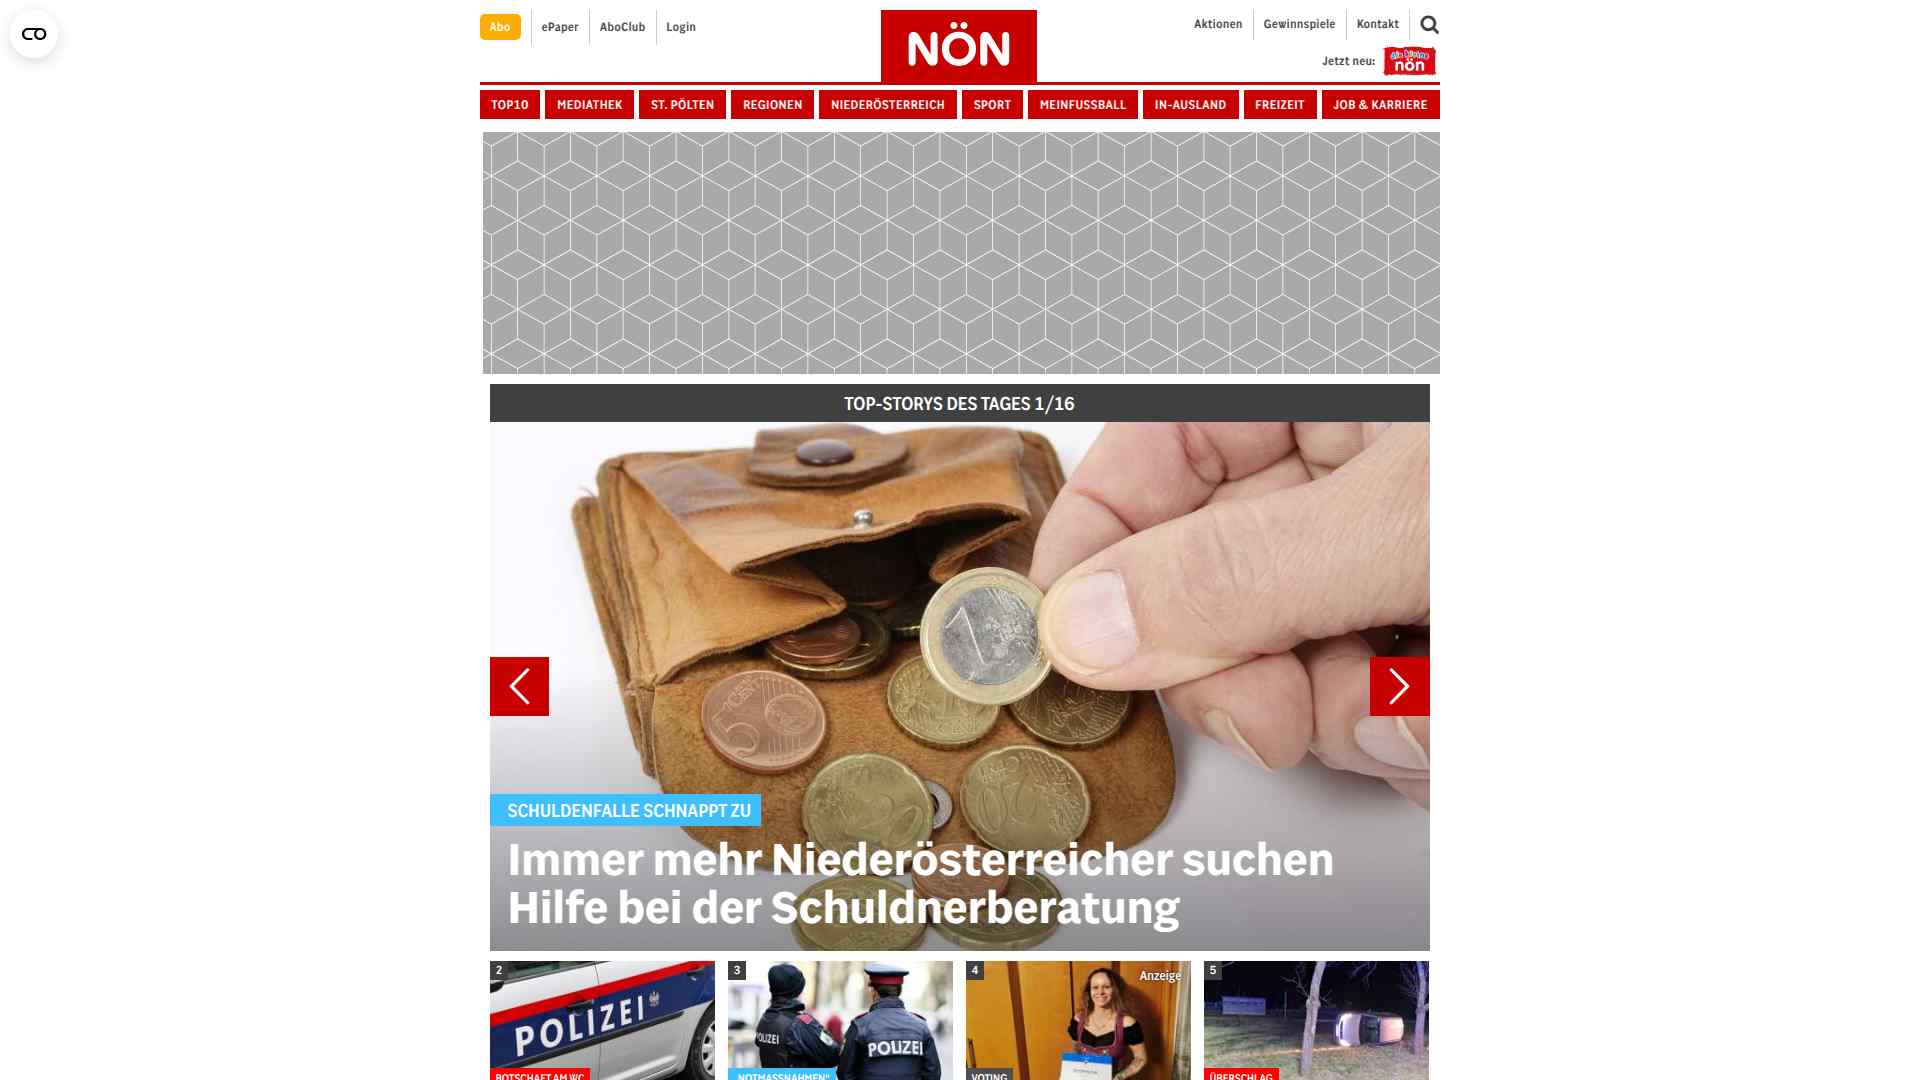 Abo
ePaper
AboClub
Login
NÖN
Aktionen
Gewinnspiele
Kontakt
Jetzt neu:
die kleine
nön
TOP10
MEDIATHEK
ST. PÖLTEN
REGIONEN
NIEDERÖSTERREICH
SPORT
MEINFUSSBALL
IN-AUSLAND
FREIZEIT
JOB & KARRIERE
TOP-STORYS DES TAGES 1/16
SCHULDENFALLE SCHNAPPT ZU
Immer mehr Niederösterreicher suchen
Hilfe bei der Schuldnerberatung
2
POLIZEI
BOTSCHAFT AM WC
3
POLIZEI
POLIZEI
NOTMASSNAHMEN"
4
Anzeige
VOTING
5
ÜBERSCHLAG